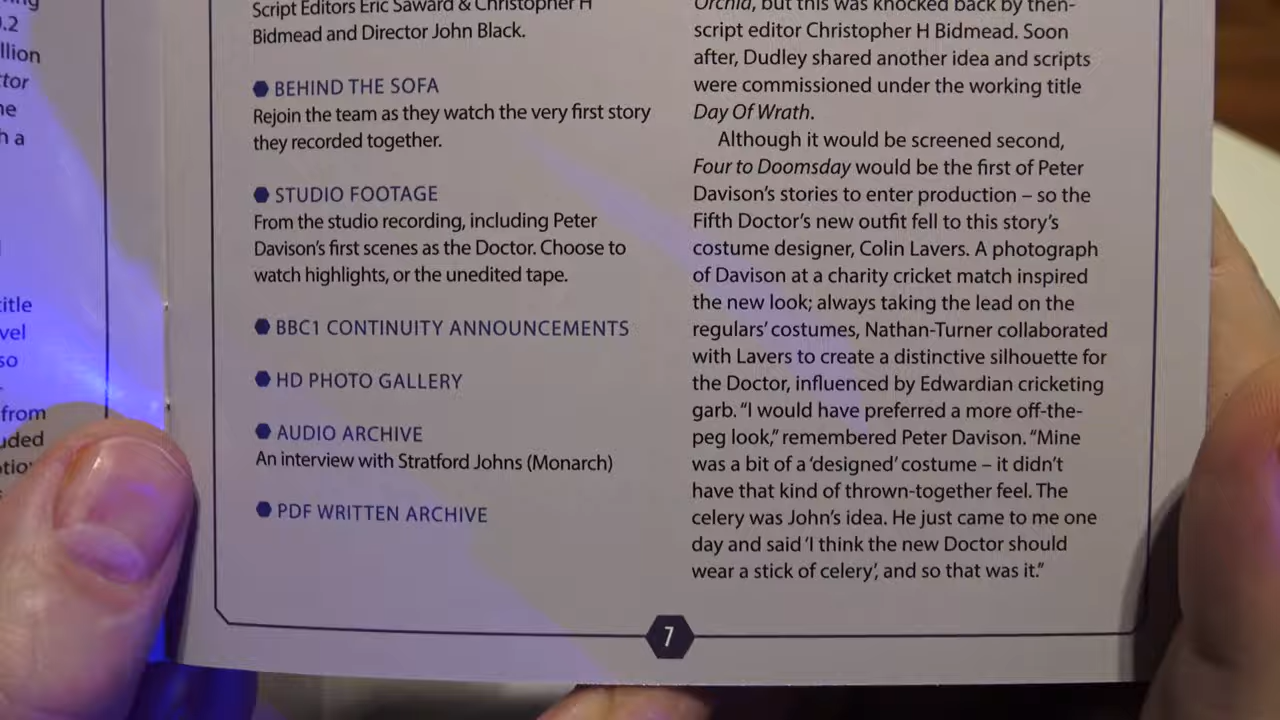 Script Editors Eric Saward & Christopher H
Bidmead and Director John Black.
BEHIND THE SOFA
Rejoin the team as they watch the very first story
they recorded together.
STUDIO FOOTAGE
From the studio recording, including Peter
Davison's first scenes as the Doctor. Choose to
watch highlights, or the unedited tape.
BBC1 CONTINUITY ANNOUNCEMENTS
HD PHOTO GALLERY
AUDIO ARCHIVE
An interview with Stratford Johns (Monarch)
PDF WRITTEN ARCHIVE
Orchid, but this was knocked back by then-
script editor Christopher H Bidmead. Soon
after, Dudley shared another idea and scripts
were commissioned under the working title
Day Of Wrath.
Although it would be screened second,
Four to Doomsday would be the first of Peter
Davison's stories to enter production – so the
Fifth Doctor's new outfit fell to this story's
costume designer, Colin Lavers. A photograph
of Davison at a charity cricket match inspired
the new look; always taking the lead on the
regulars' costumes, Nathan-Turner collaborated
with Lavers to create a distinctive silhouette for
the Doctor, influenced by Edwardian cricketing
garb. “I would have preferred a more off-the-
peg look,” remembered Peter Davison. “Mine
was a bit of a ‘designed’ costume – it didn't
have that kind of thrown-together feel. The
celery was John's idea. He just came to me one
day and said ‘I think the new Doctor should
wear a stick of celery’, and so that was it.”
7